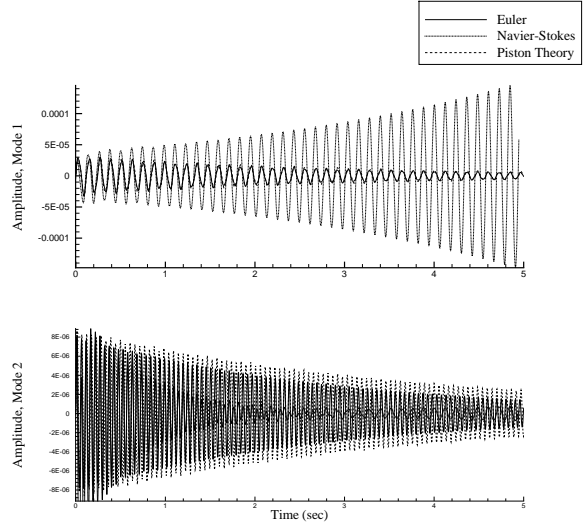 Euler
Navier-Stokes
Piston Theory
Amplitude, Mode 1
0.0001
5E-05
0
-5E-05
-0.0001
0 1 2 3 4 5
Amplitude, Mode 2
8E-06
6E-06
4E-06
2E-06
0
-2E-06
-4E-06
-6E-06
8E-06
0 1 2 3 4 5
Time (sec)